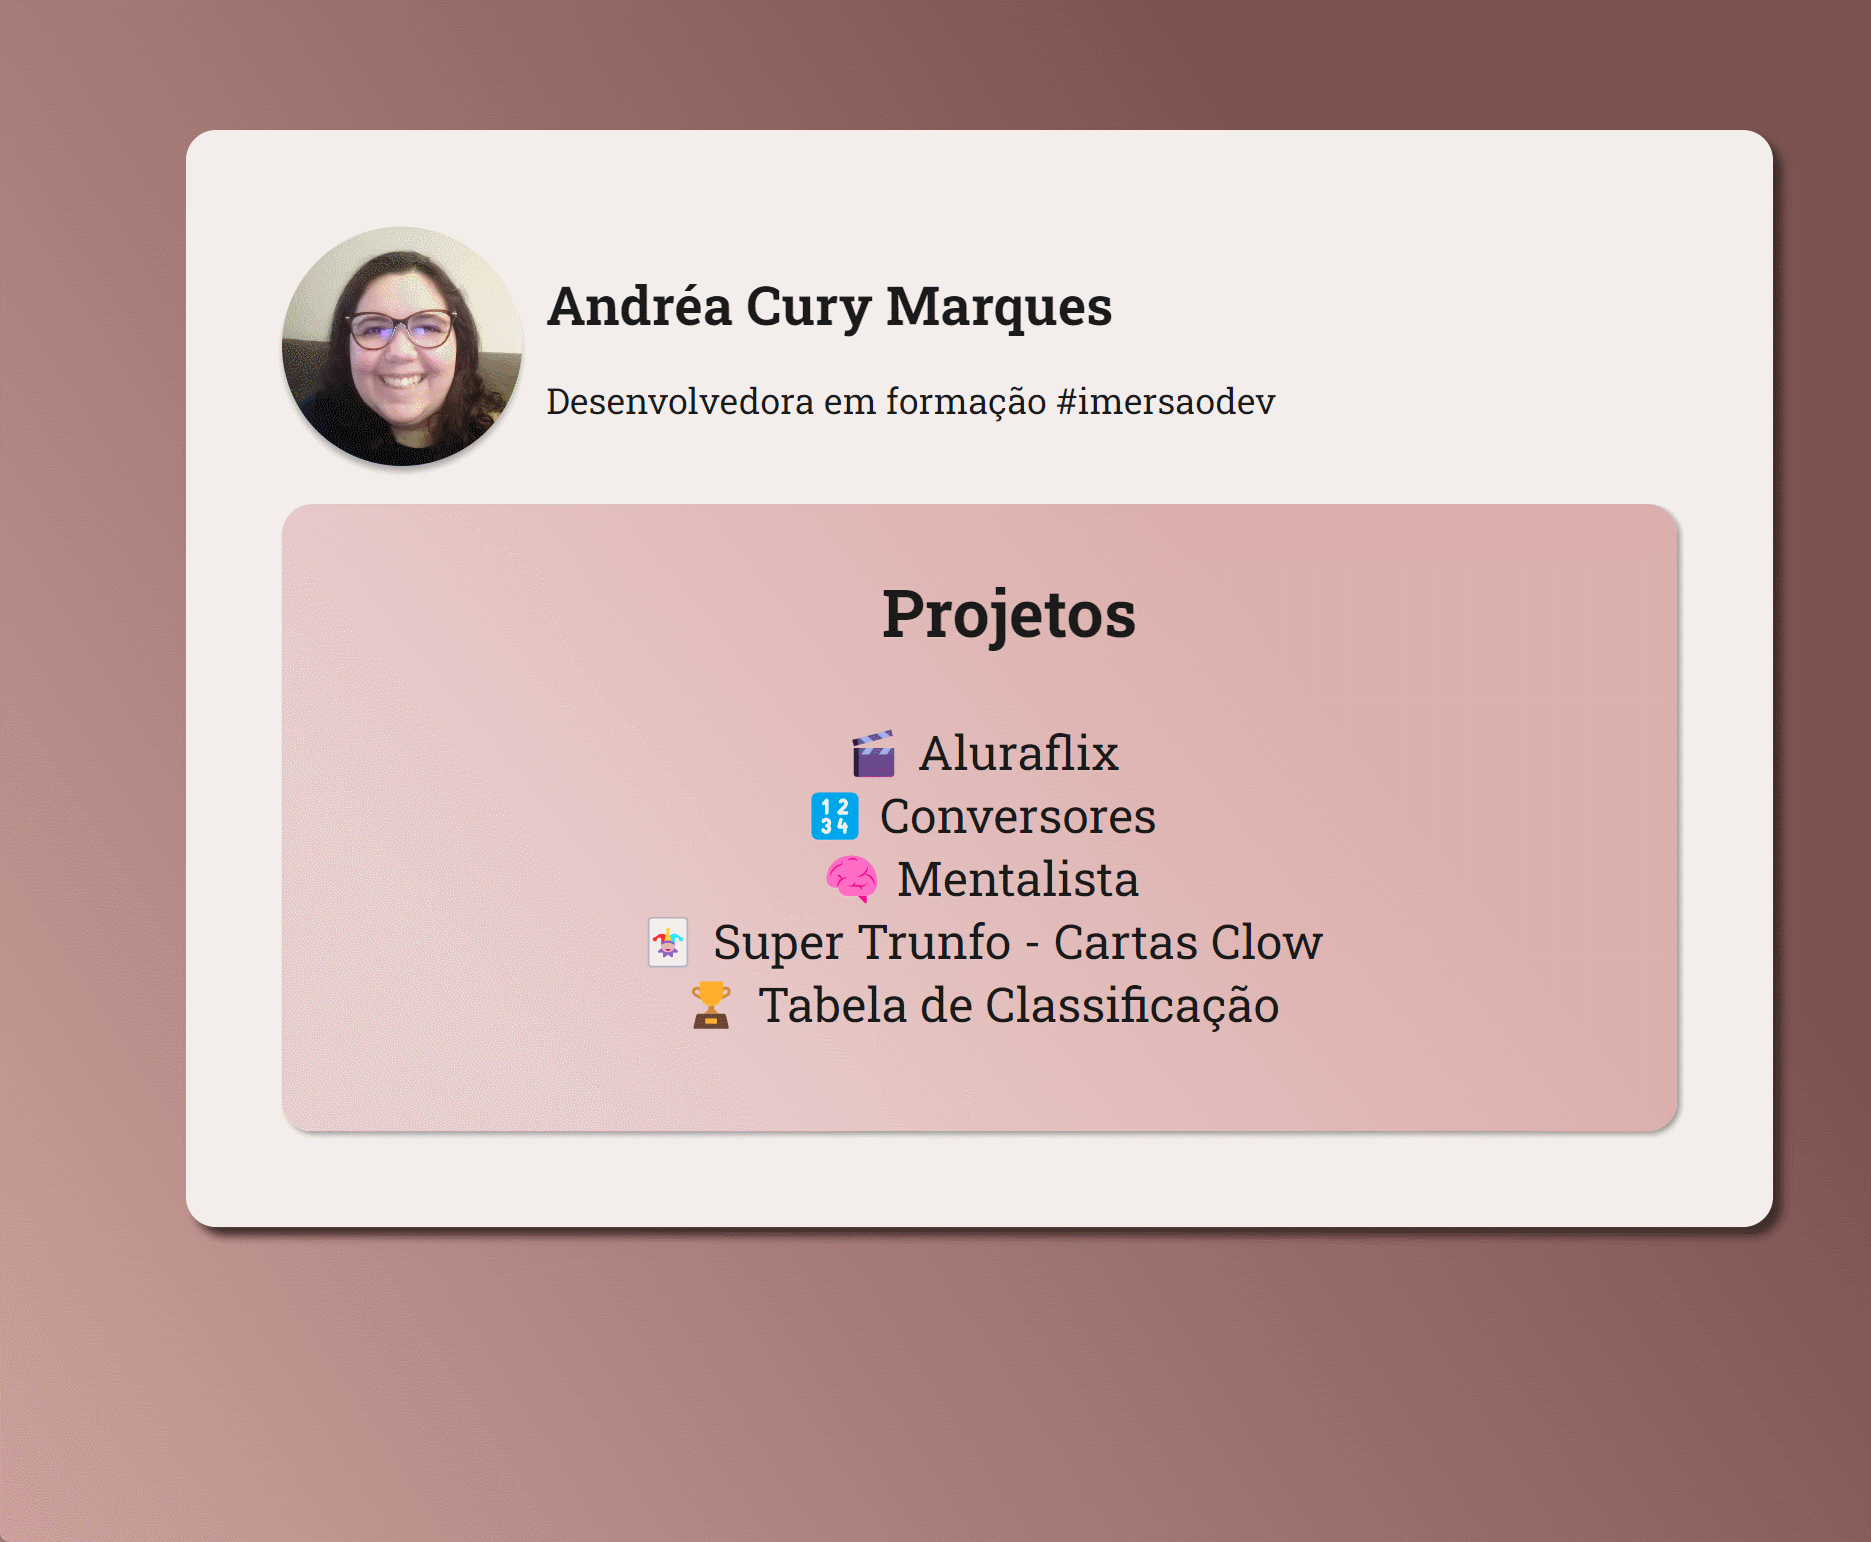 Andréa Cury Marques
Desenvolvedora em formação #imersaodev
Projetos
🎬 Aluraflix
🔢 Conversores
🧠 Mentalista
🃏 Super Trunfo - Cartas Clow
🏆 Tabela de Classificação